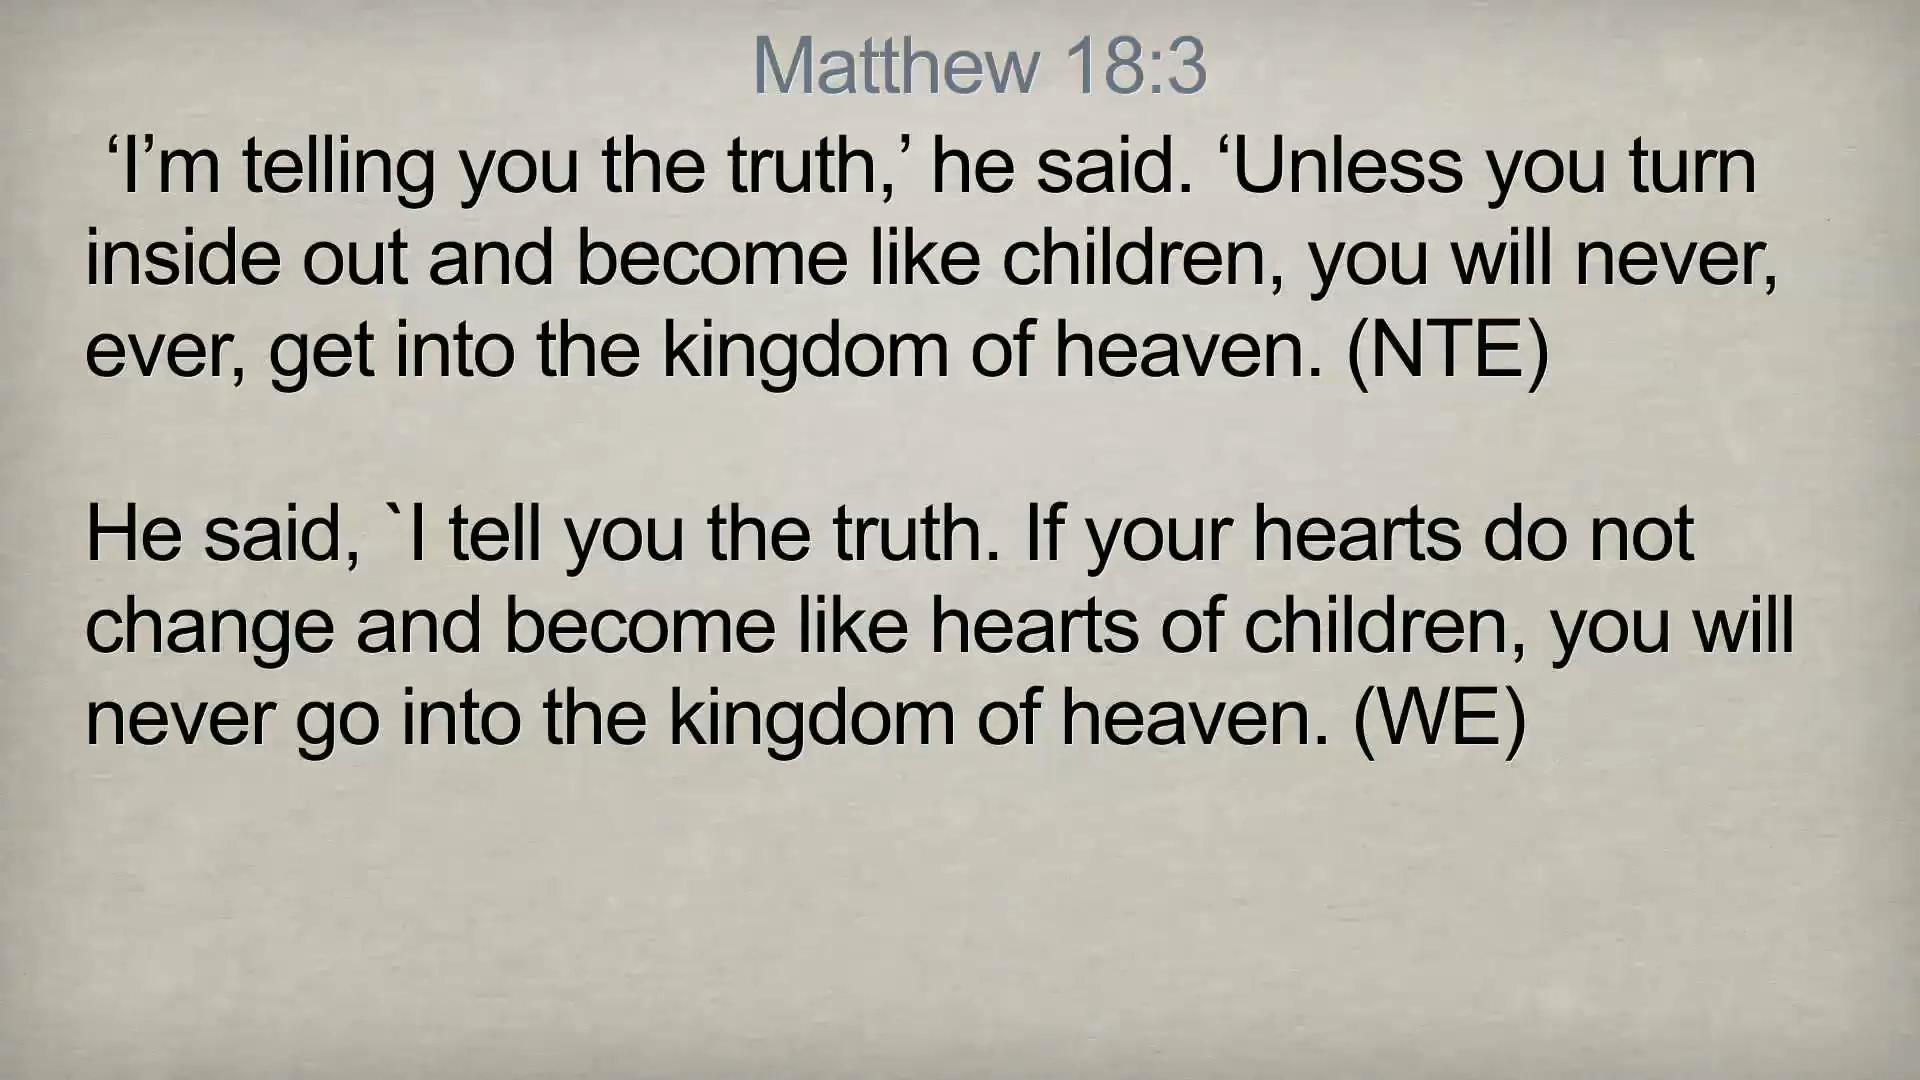 Matthew 18:3
‘I’m telling you the truth,’ he said. ‘Unless you turn
inside out and become like children, you will never,
ever, get into the kingdom of heaven. (NTE)
He said, `I tell you the truth. If your hearts do not
change and become like hearts of children, you will
never go into the kingdom of heaven. (WE)